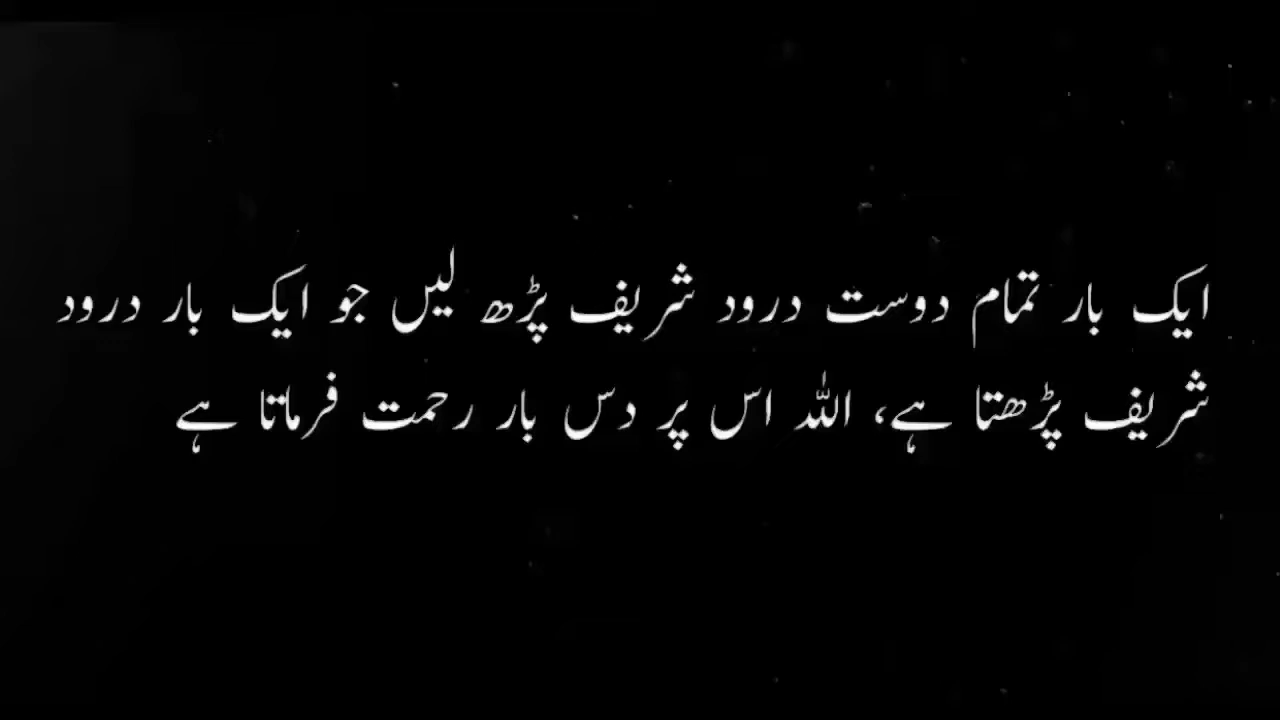 ایک بار تمام دوست درود شریف پڑھ لیں جو ایک بار درود
شریف پڑھتا ہے، اللہ اس پر دس بار رحمت فرماتا ہے